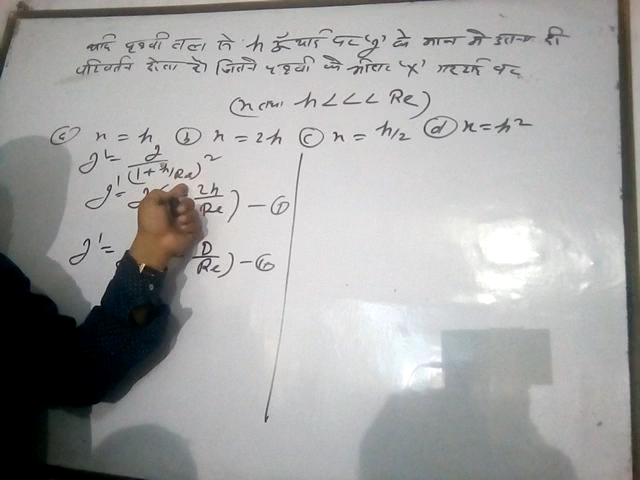 यदि पृथ्वी तल से h ऊँचाई पर 'g' के मान में उतना ही
परिवर्तन होता हो जितने पृथ्वी के भीतर 'x' गहराई पर
(x तथा h <<< Re)
(a) x = h (b) x = 2h (c) x = h/2 (d) x = h²
g' = g/(1+h/Re)²
g' = 2h/Re) — ①
g' = D/Re) — ②